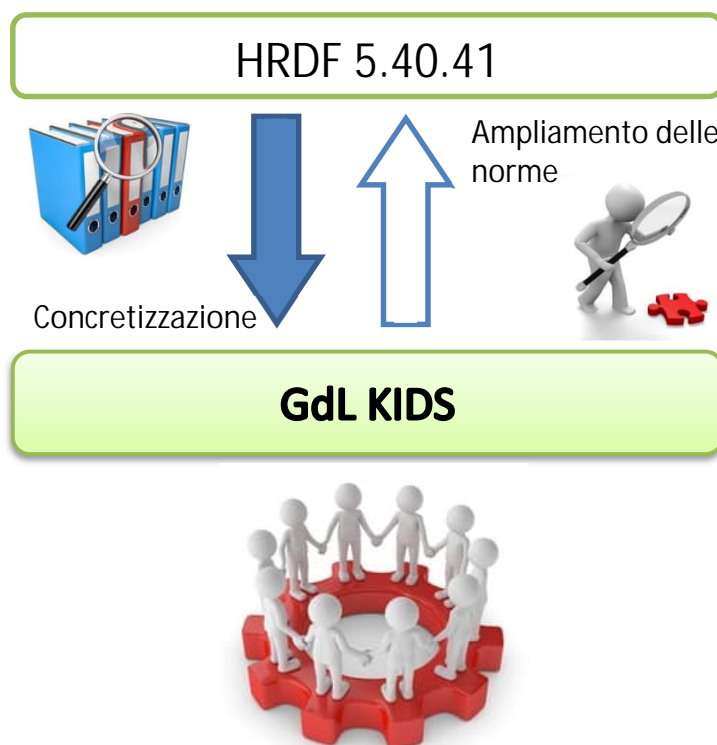 HRDF 5.40.41
Ampliamento delle
norme
Concretizzazione
GdL KIDS